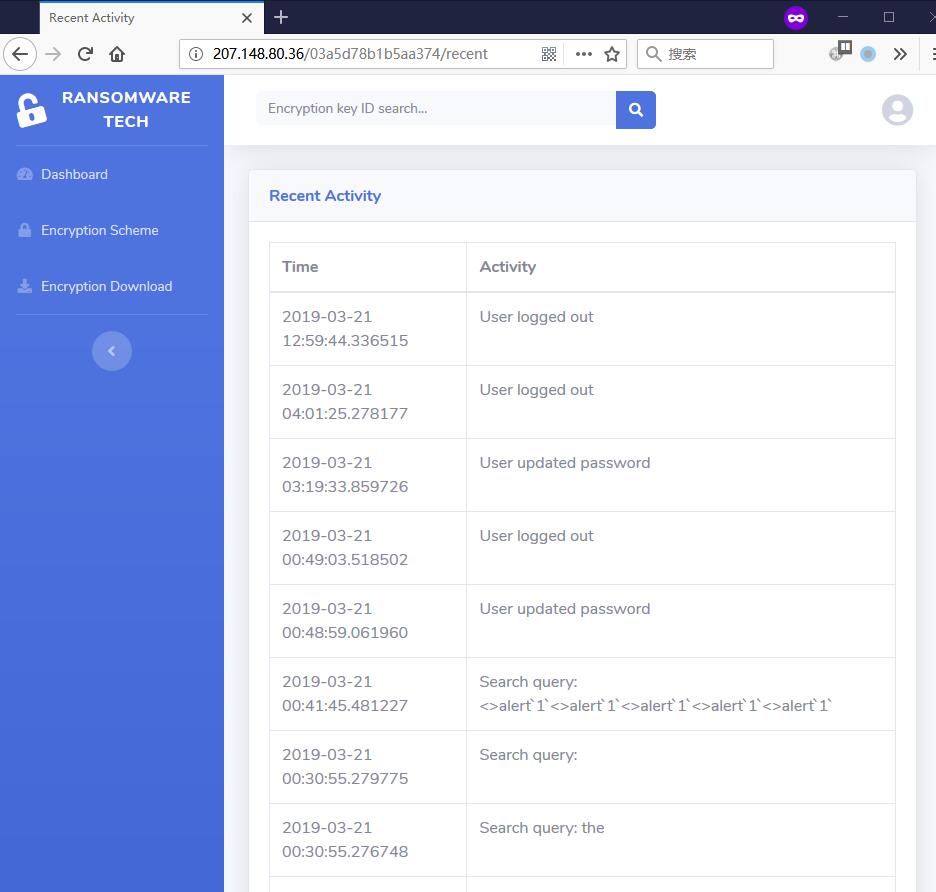 Recent Activity
207.148.80.36/03a5d78b1b5aa374/recent
搜索
RANSOMWARE
TECH
Encryption key ID search...
Dashboard
Encryption Scheme
Encryption Download
Recent Activity
Time Activity
2019-03-21 User logged out
12:59:44.336515
2019-03-21 User logged out
04:01:25.278177
2019-03-21 User updated password
03:19:33.859726
2019-03-21 User logged out
00:49:03.518502
2019-03-21 User updated password
00:48:59.061960
2019-03-21 Search query:
00:41:45.481227 <>alert`1`<>alert`1`<>alert`1`<>alert`1`<>alert`1`
2019-03-21 Search query:
00:30:55.279775
2019-03-21 Search query: the
00:30:55.276748